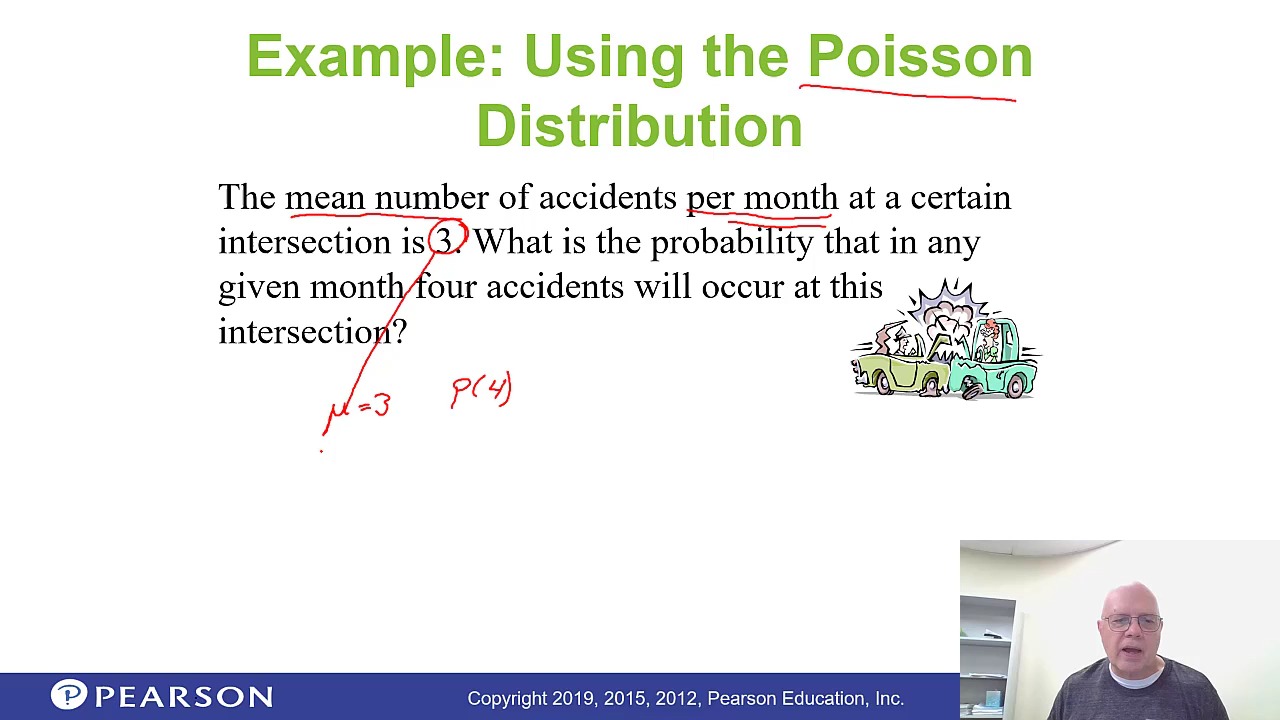 Example: Using the Poisson
Distribution
The mean number of accidents per month at a certain
intersection is 3. What is the probability that in any
given month four accidents will occur at this
intersection?
μ=3 P(4)
PEARSON
Copyright 2019, 2015, 2012, Pearson Education, Inc.